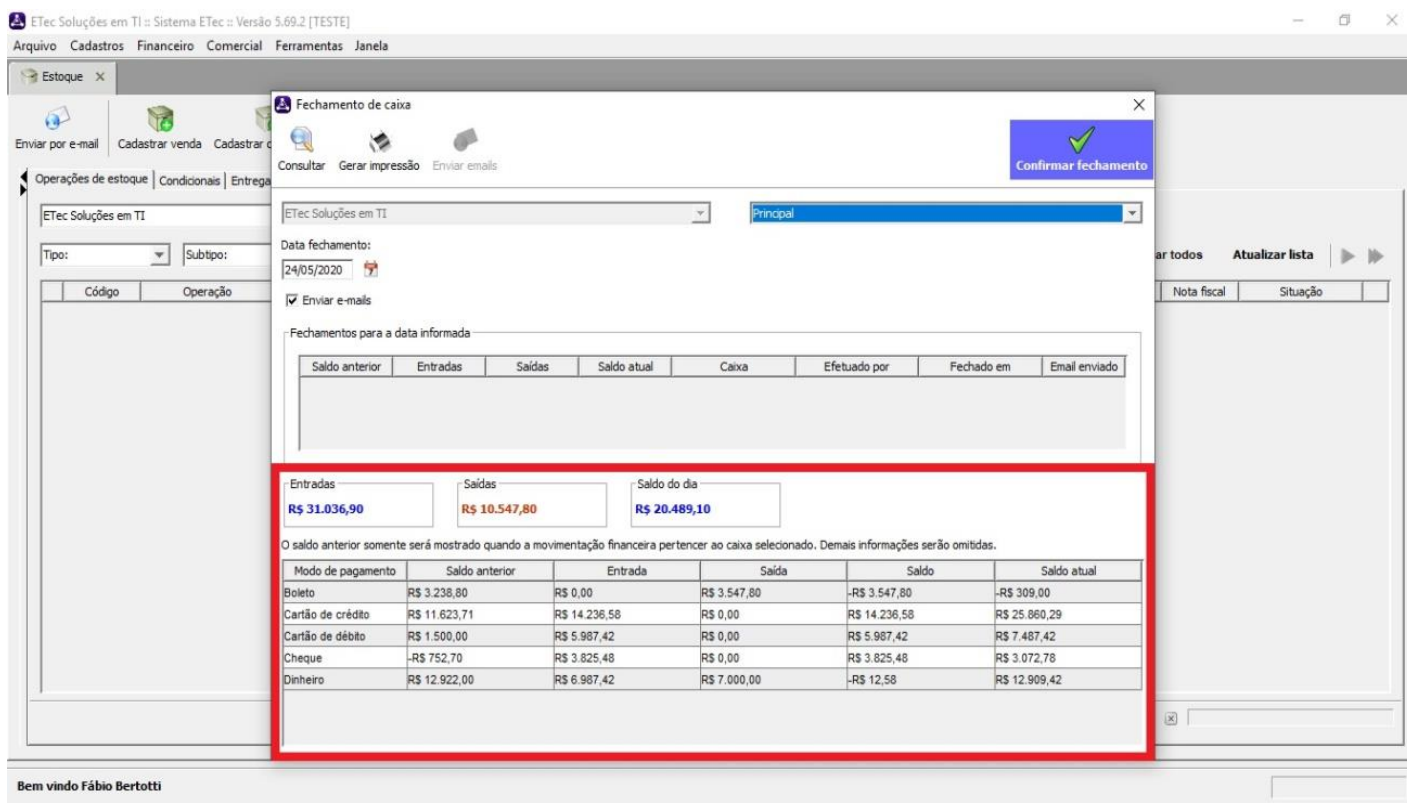 ETec Soluções em TI :: Sistema ETec :: Versão 5.69.2 [TESTE]
Arquivo Cadastros Financeiro Comercial Ferramentas Janela
Estoque X
Enviar por e-mail Cadastrar venda Cadastrar
Operações de estoque Condicionais Entrega
ETec Soluções em TI
Tipo: Subtipo:
ar todos Atualizar lista
Código Operação Nota fiscal Situação
Fechamento de caixa
Consultar Gerar impressão Enviar emails Confirmar fechamento
ETec Soluções em TI Principal
Data fechamento:
24/05/2020
Enviar e-mails
Fechamentos para a data informada
Saldo anterior Entradas Saídas Saldo atual Caixa Efetuado por Fechado em Email enviado
Entradas Saídas Saldo do dia
R$ 31.036,90 R$ 10.547,80 R$ 20.489,10
O saldo anterior somente será mostrado quando a movimentação financeira pertencer ao caixa selecionado. Demais informações serão omitidas.
Modo de pagamento Saldo anterior Entrada Saída Saldo Saldo atual
Boleto R$ 3.238,80 R$ 0,00 R$ 3.547,80 -R$ 3.547,80 -R$ 309,00
Cartão de crédito R$ 11.623,71 R$ 14.236,58 R$ 0,00 R$ 14.236,58 R$ 25.860,29
Cartão de débito R$ 1.500,00 R$ 5.987,42 R$ 0,00 R$ 5.987,42 R$ 7.487,42
Cheque -R$ 752,70 R$ 3.825,48 R$ 0,00 R$ 3.825,48 R$ 3.072,78
Dinheiro R$ 12.922,00 R$ 6.987,42 R$ 7.000,00 -R$ 12,58 R$ 12.909,42
Bem vindo Fábio Bertotti